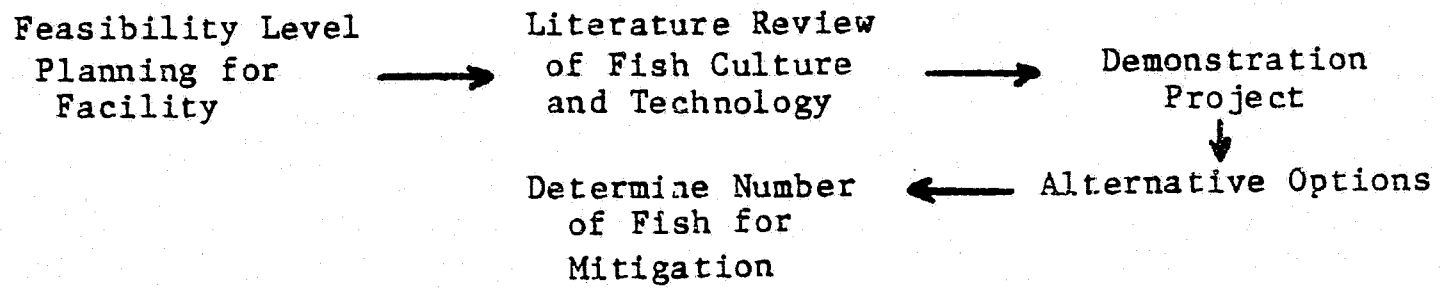 Feasibility Level
Planning for
Facility
Literature Review
of Fish Culture
and Technology
Demonstration
Project
Alternative Options
Determine Number
of Fish for
Mitigation